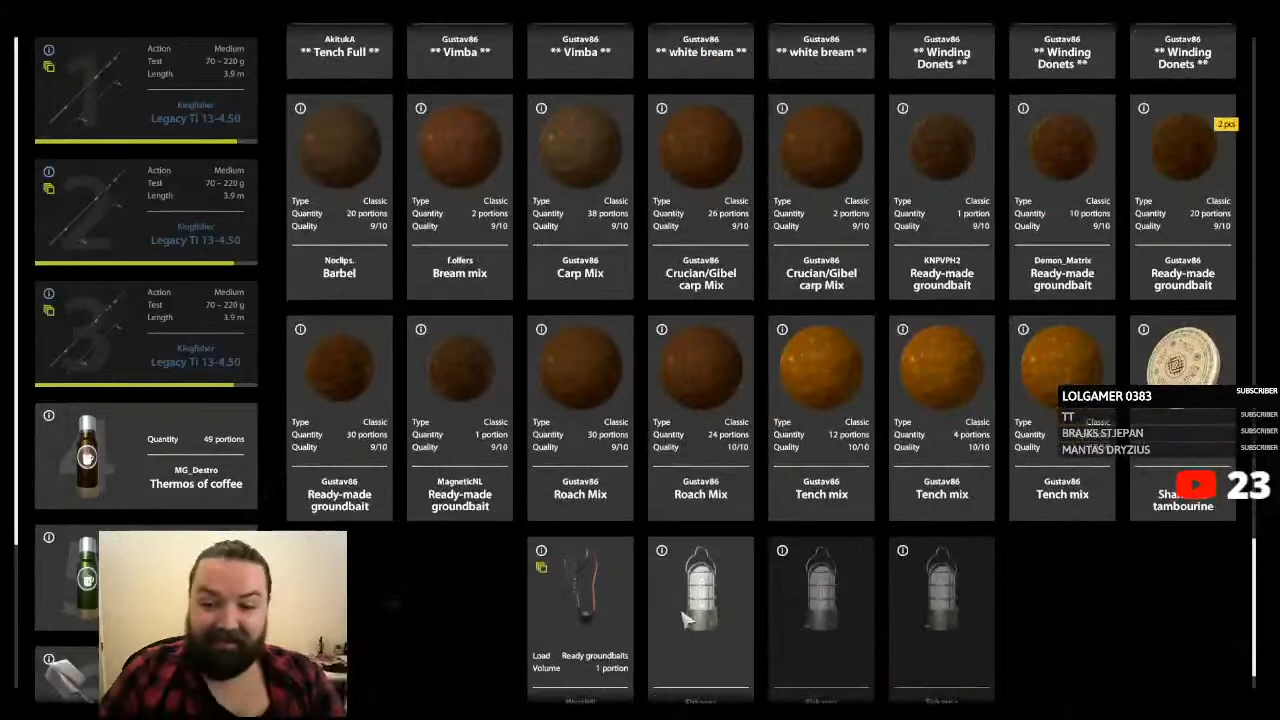 Action Medium
Test 70 – 220 g
Length 3.9 m
Kingfisher
Legacy Ti 13-4.50
Action Medium
Test 70 – 220 g
Length 3.9 m
Kingfisher
Legacy Ti 13-4.50
Action Medium
Test 70 – 220 g
Length 3.9 m
Kingfisher
Legacy Ti 13-4.50
Quantity 49 portions
MG_Destro
Thermos of coffee
AkitukA
** Tench Full **
Gustav86
** Vimba **
Gustav86
** Vimba **
Gustav86
** white bream **
Gustav86
** white bream **
Gustav86
** Winding
Donets **
Gustav86
** Winding
Donets **
Gustav86
** Winding
Donets **
Type Classic
Quantity 20 portions
Quality 9/10
Noclips.
Barbel
Type Classic
Quantity 2 portions
Quality 9/10
f.olfers
Bream mix
Type Classic
Quantity 38 portions
Quality 9/10
Gustav86
Carp Mix
Type Classic
Quantity 26 portions
Quality 9/10
Gustav86
Crucian/Gibel
carp Mix
Type Classic
Quantity 2 portions
Quality 9/10
Gustav86
Crucian/Gibel
carp Mix
Type Classic
Quantity 1 portion
Quality 9/10
KNPVPH2
Ready-made
groundbait
Type Classic
Quantity 10 portions
Quality 9/10
Demon_Matrix
Ready-made
groundbait
2 pcs
Type Classic
Quantity 20 portions
Quality 9/10
Gustav86
Ready-made
groundbait
Type Classic
Quantity 30 portions
Quality 9/10
Gustav86
Ready-made
groundbait
Type Classic
Quantity 1 portion
Quality 9/10
MagneticNL
Ready-made
groundbait
Type Classic
Quantity 30 portions
Quality 9/10
Gustav86
Roach Mix
Type Classic
Quantity 24 portions
Quality 10/10
Gustav86
Roach Mix
Type Classic
Quantity 12 portions
Quality 10/10
Gustav86
Tench mix
Type Classic
Quantity 4 portions
Quality 10/10
Gustav86
Tench mix
Type Classic
Gustav86
Tench mix
tambourine
LOLGAMER 0383 SUBSCRIBER
TT SUBSCRIBER
BRAJKS STJEPAN SUBSCRIBER
MANTAS DRYZIUS SUBSCRIBER
23
Load Ready groundbaits
Volume 1 portion